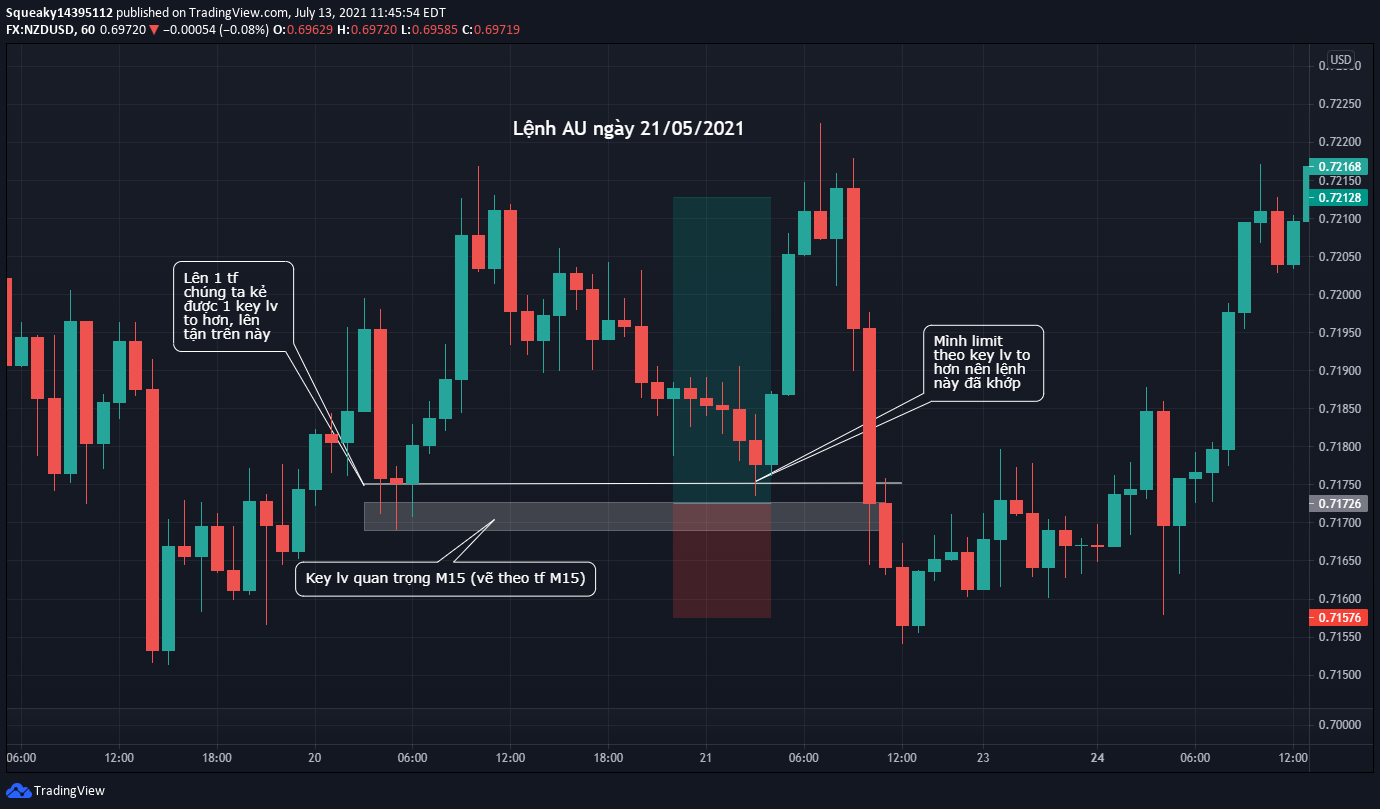 Squeaky14395112 published on TradingView.com, July 13, 2021 11:45:54 EDT
FX:NZDUSD, 60 0.69720 ▼ −0.00054 (−0.08%) O:0.69629 H:0.69720 L:0.69585 C:0.69719
USD
0.72250
0.72200
0.72168
0.72150
0.72128
0.72100
0.72050
0.72000
0.71950
0.71900
0.71850
0.71800
0.71750
0.71726
0.71700
0.71650
0.71600
0.71576
0.71550
0.71500
0.70000
Lệnh AU ngày 21/05/2021
Lên 1 tf
chúng ta kẻ
được 1 key lv
to hơn, lên
tận trên này
Mình limit
theo key lv to
hơn nên lệnh
này đã khớp
Key lv quan trọng M15 (vẽ theo tf M15)
06:00 12:00 18:00 20 06:00 12:00 18:00 21 06:00 12:00 23 24 06:00 12:00
TradingView